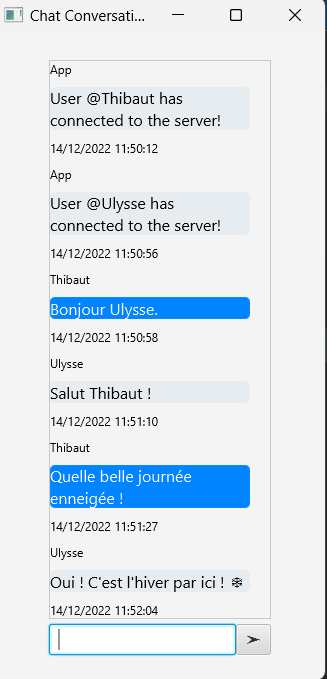 Chat Conversati...
App
User @Thibaut has
connected to the server!
14/12/2022 11:50:12
App
User @Ulysse has
connected to the server!
14/12/2022 11:50:56
Thibaut
Bonjour Ulysse.
14/12/2022 11:50:58
Ulysse
Salut Thibaut !
14/12/2022 11:51:10
Thibaut
Quelle belle journée
enneigée !
14/12/2022 11:51:27
Ulysse
Oui ! C'est l'hiver par ici ! ❄
14/12/2022 11:52:04